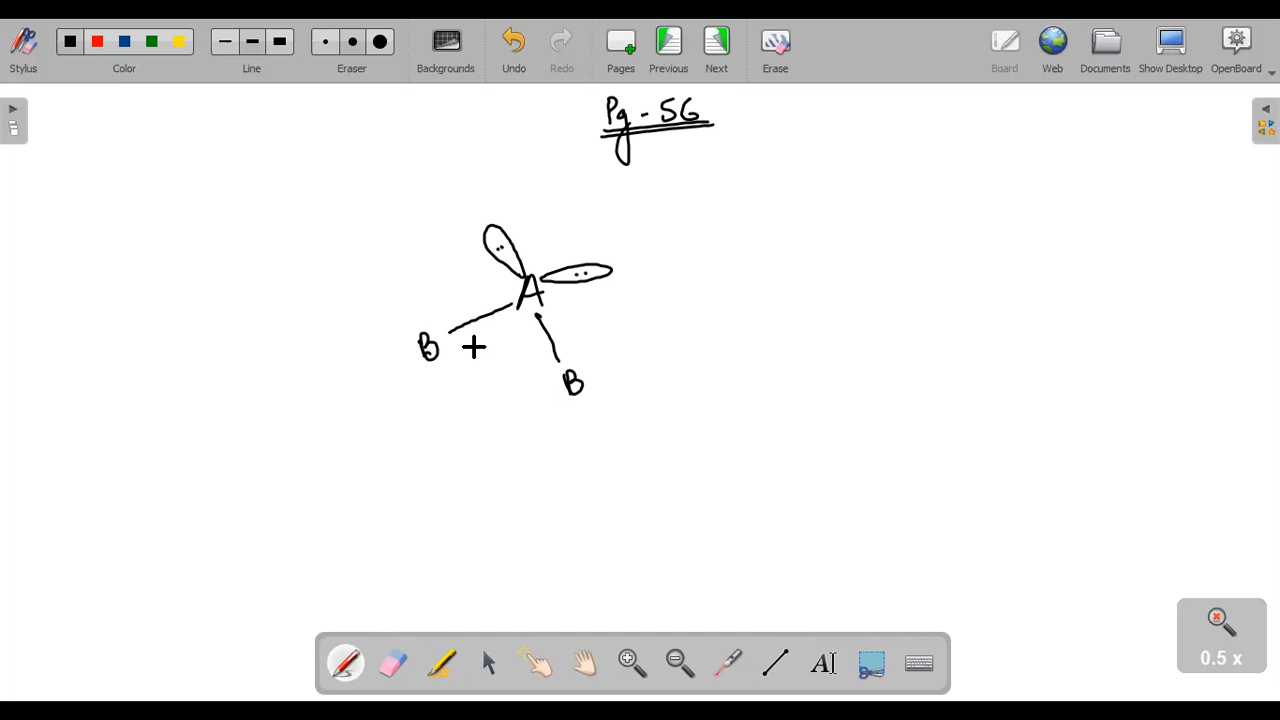 Stylus
Color
Line
Eraser
Backgrounds
Undo
Redo
Pages
Previous
Next
Erase
Board
Web
Documents
Show Desktop
OpenBoard
Pg - 56
A
B
B
A
0.5 x